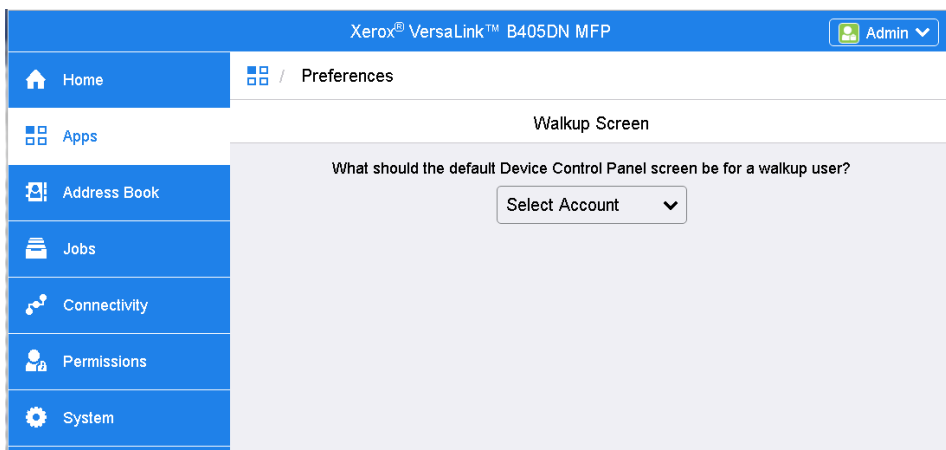 Xerox® VersaLink™ B405DN MFP
Admin
Home
/ Preferences
Apps
Walkup Screen
What should the default Device Control Panel screen be for a walkup user?
Select Account
Address Book
Jobs
Connectivity
Permissions
System